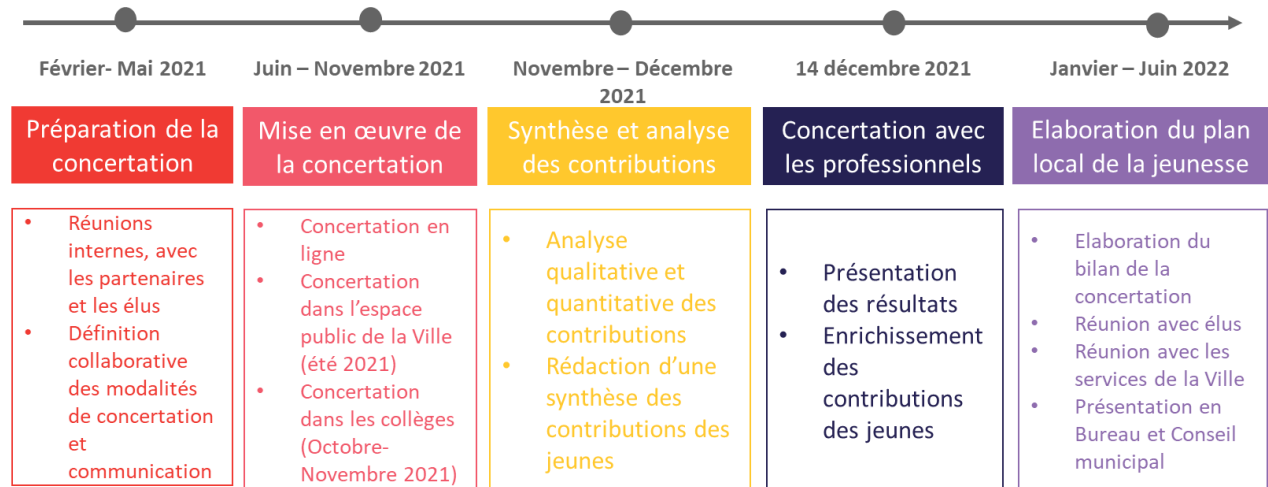 Février- Mai 2021
Juin – Novembre 2021
Novembre – Décembre
2021
14 décembre 2021
Janvier – Juin 2022
Préparation de la
concertation
Mise en œuvre de
la concertation
Synthèse et analyse
des contributions
Concertation avec
les professionnels
Elaboration du plan
local de la jeunesse
• Réunions
internes, avec
les partenaires
et les élus
• Définition
collaborative
des modalités
de concertation
et
communication
• Concertation en
ligne
• Concertation
dans l'espace
public de la Ville
(été 2021)
• Concertation
dans les collèges
(Octobre-
Novembre 2021)
• Analyse
qualitative et
quantitative des
contributions
• Rédaction d'une
synthèse des
contributions des
jeunes
• Présentation
des résultats
• Enrichissement
des
contributions
des jeunes
• Elaboration du
bilan de la
concertation
• Réunion avec élus
• Réunion avec les
services de la Ville
• Présentation en
Bureau et Conseil
municipal